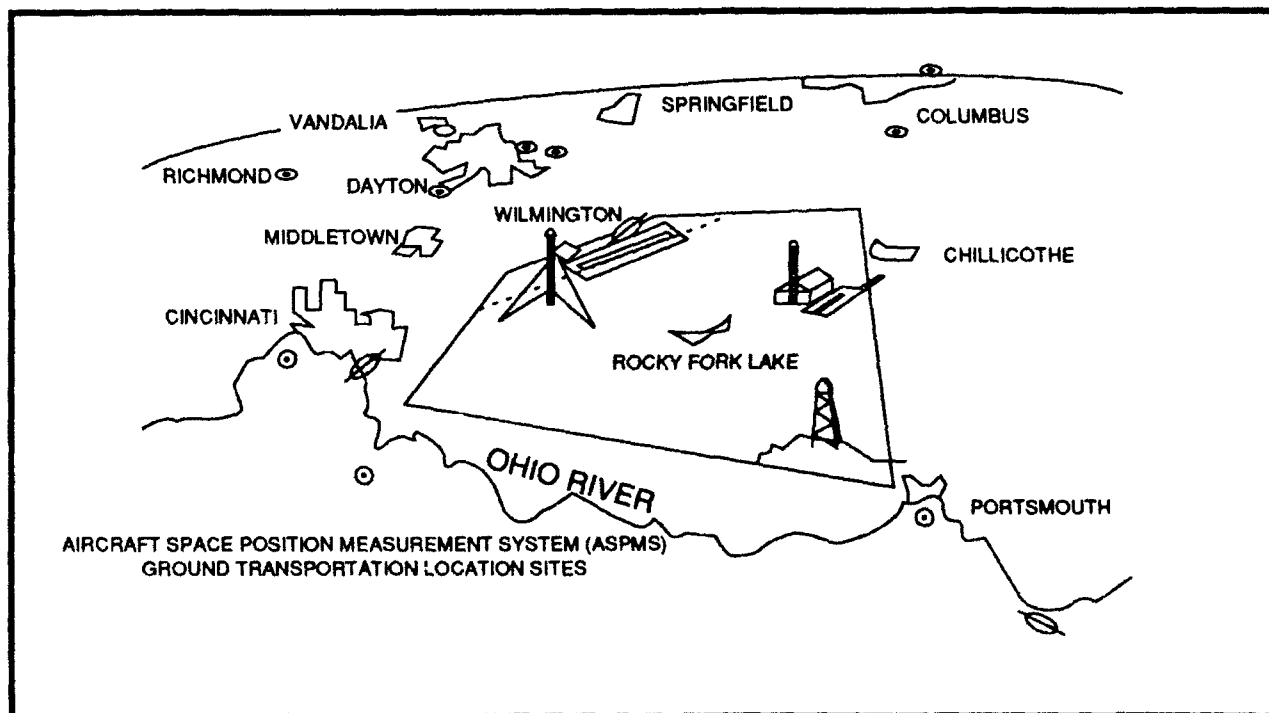 SPRINGFIELD
COLUMBUS
VANDALIA
RICHMOND
DAYTON
WILMINGTON
MIDDLETOWN
CHILLICOTHE
CINCINNATI
ROCKY FORK LAKE
OHIO RIVER
PORTSMOUTH
AIRCRAFT SPACE POSITION MEASUREMENT SYSTEM (ASPMS)
GROUND TRANSPORTATION LOCATION SITES